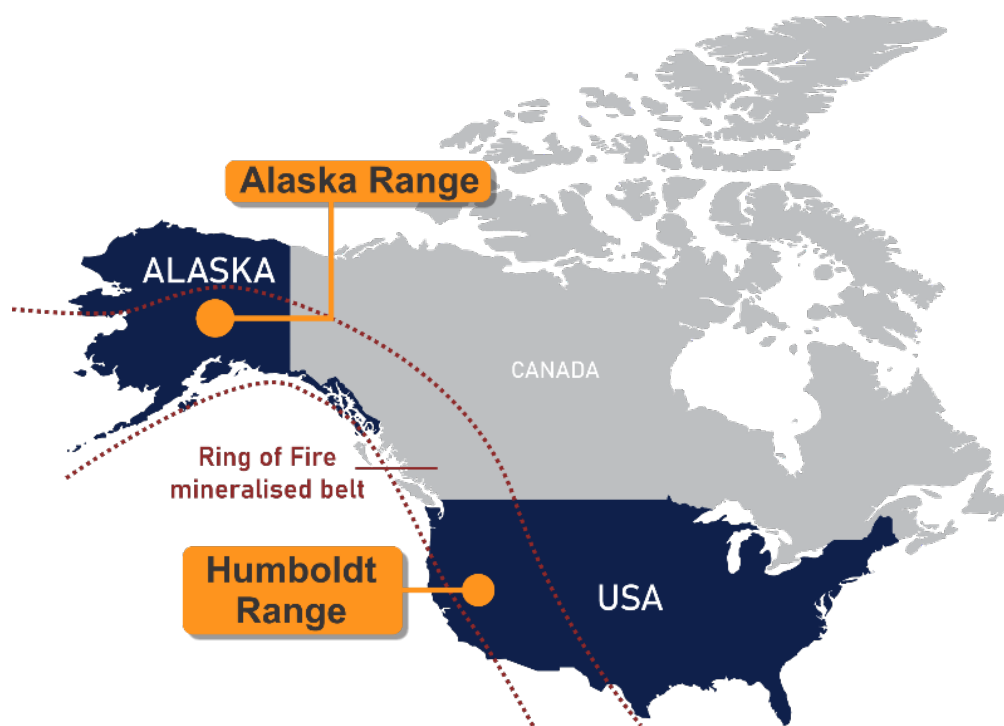 Alaska Range
ALASKA
CANADA
Ring of Fire
mineralised belt
Humboldt
Range
USA